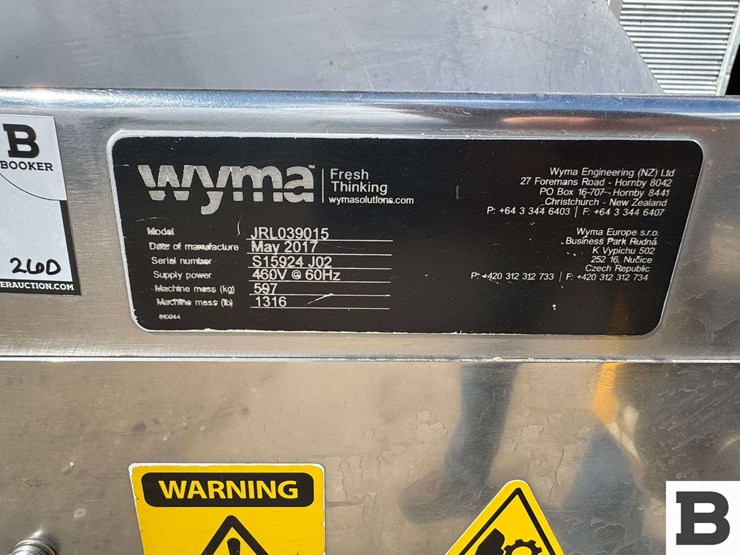 B
BOOKER
260
ERAUCTION.COM
wyma™
Fresh
Thinking
wymasolutions.com
Model JRL039015
Date of manufacture May 2017
Serial number S15924 J02
Supply power 460V @ 60Hz
Machine mass (kg) 597
Machine mass (lb) 1316
Wyma Engineering (NZ) Ltd
27 Foremans Road - Hornby 8042
PO Box 16-707 - Hornby 8441
Christchurch - New Zealand
P: +64 3 344 6403 | F: +64 3 344 6407
Wyma Europe s.r.o.
Business Park Rudná
K Vypichu 502
252 16, Nučice
Czech Republic
P: +420 312 312 733 | F: +420 312 312 734
WARNING
B